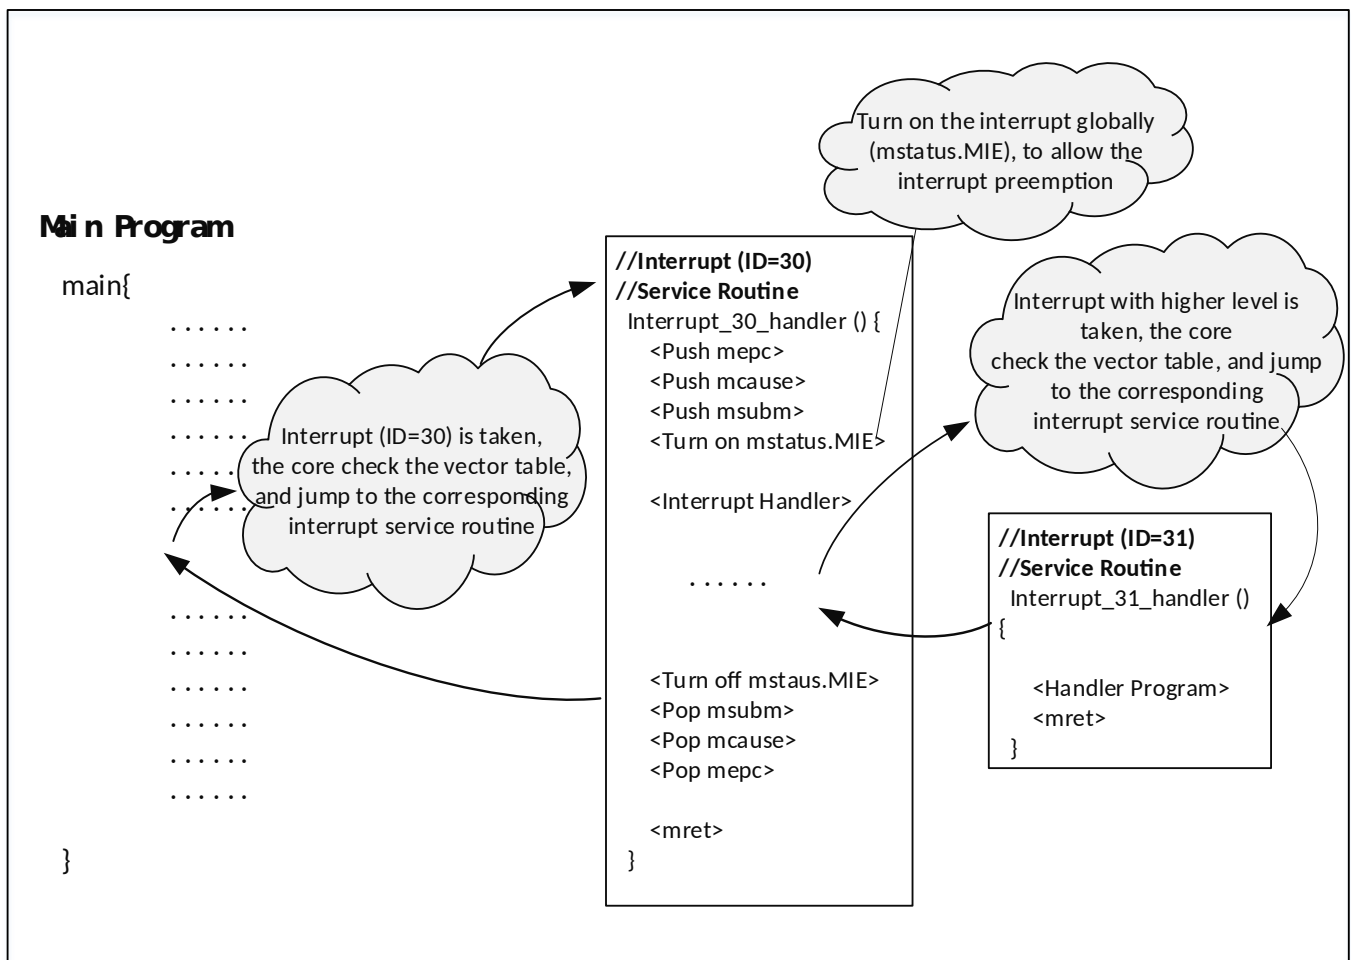 Main Program
main{
. . . . . .
. . . . . .
. . . . . .
. . . . . .
. . . . .
. . . . . .
. . . . . .
. . . . . .
. . . . . .
. . . . . .
. . . . . .
. . . . . .
}
Interrupt (ID=30) is taken,
the core check the vector table,
and jump to the corresponding
interrupt service routine
//Interrupt (ID=30)
//Service Routine
Interrupt_30_handler () {
<Push mepc>
<Push mcause>
<Push msubm>
<Turn on mstatus.MIE>
<Interrupt Handler>
. . . . . .
<Turn off mstaus.MIE>
<Pop msubm>
<Pop mcause>
<Pop mepc>
<mret>
}
Turn on the interrupt globally
(mstatus.MIE), to allow the
interrupt preemption
Interrupt with higher level is
taken, the core
check the vector table, and jump
to the corresponding
interrupt service routine
//Interrupt (ID=31)
//Service Routine
Interrupt_31_handler ()
{
<Handler Program>
<mret>
}